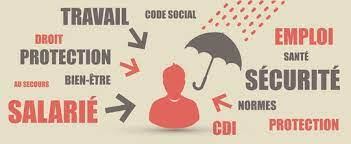 TRAVAIL
CODE SOCIAL
DROIT
PROTECTION
AU SECOURS
BIEN-ÊTRE
SALARIÉ
EMPLOI
SANTÉ
SÉCURITÉ
NORMES
CDI
PROTECTION